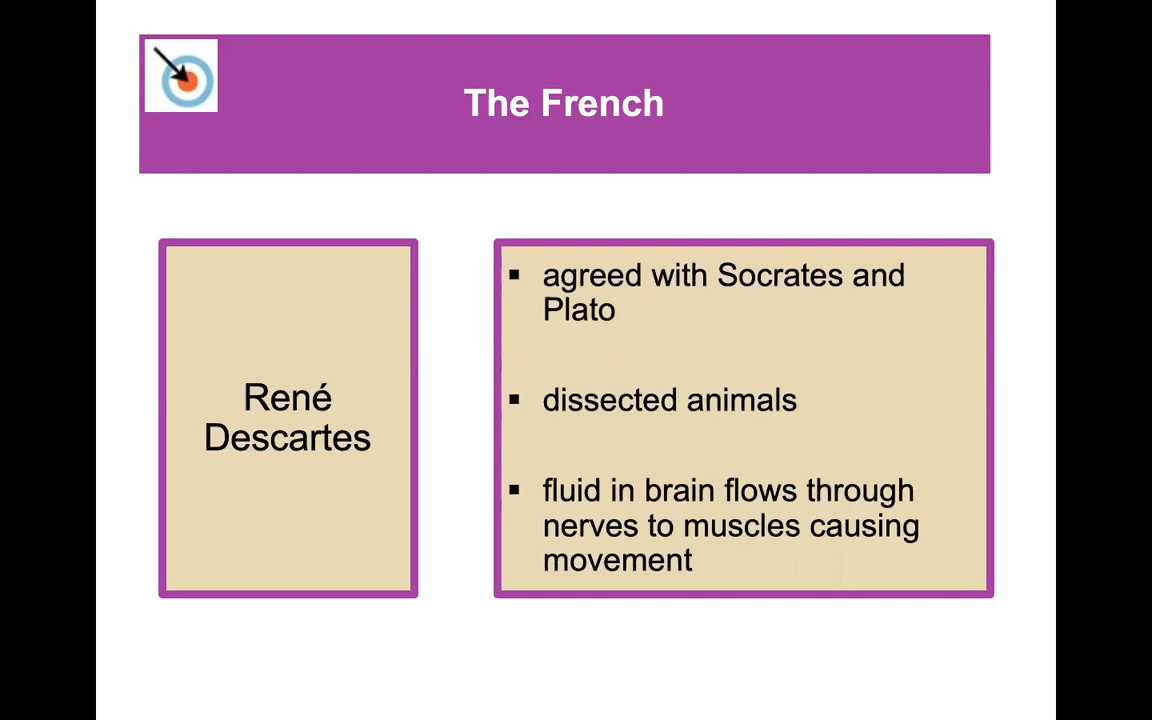 The French
René
Descartes
▪ agreed with Socrates and
Plato
▪ dissected animals
▪ fluid in brain flows through
nerves to muscles causing
movement